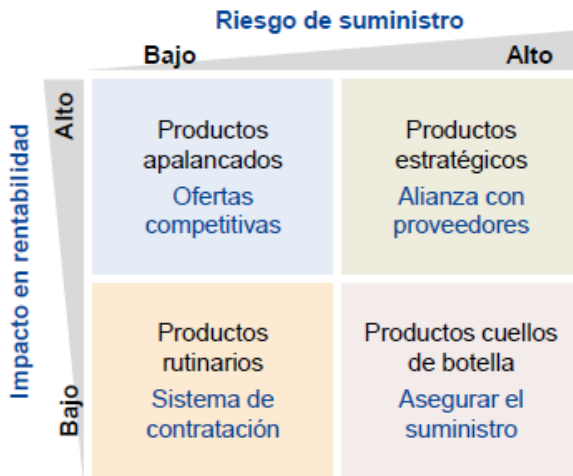 Riesgo de suministro
Bajo
Alto
Impacto en rentabilidad
Alto
Bajo
Productos
apalancados
Ofertas
competitivas
Productos
estratégicos
Alianza con
proveedores
Productos
rutinarios
Sistema de
contratación
Productos cuellos
de botella
Asegurar el
suministro